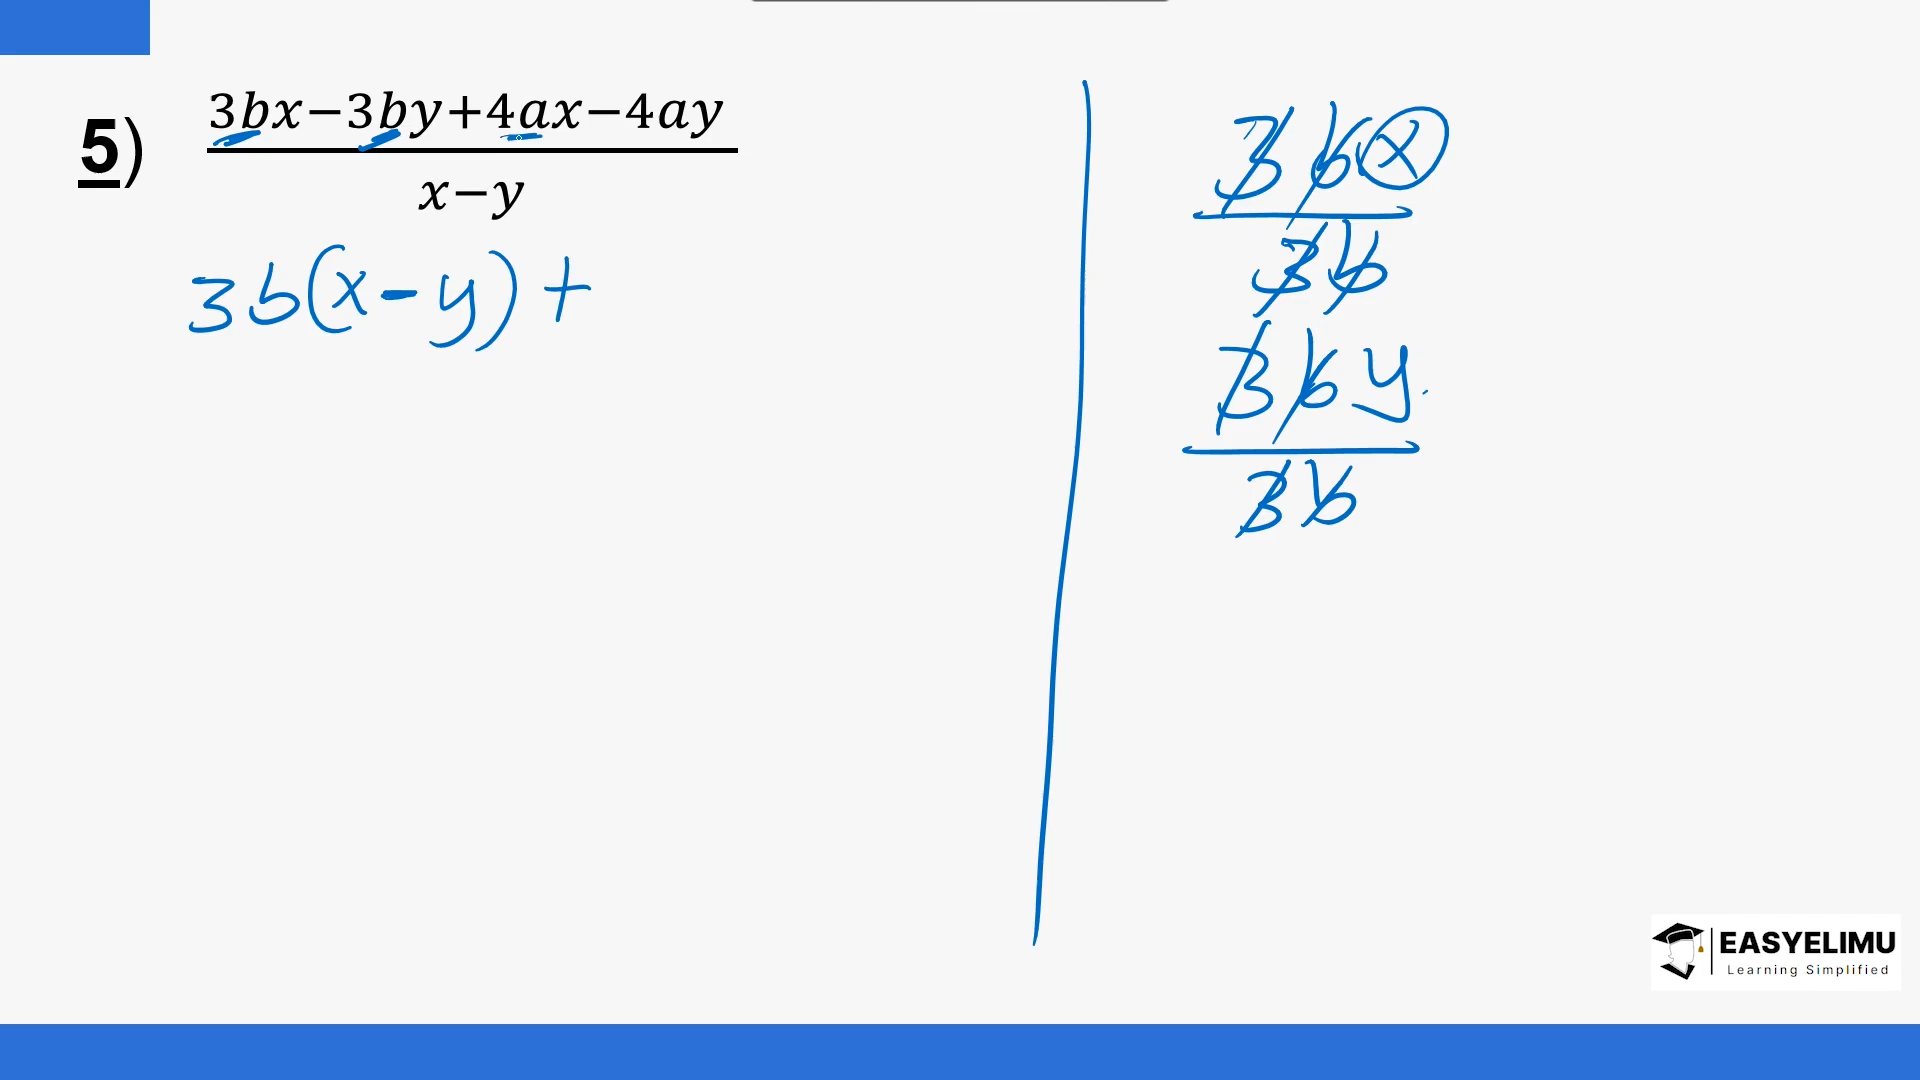 5)
3bx−3by+4ax−4ay
x−y
3b(x-y)+
3bx
3b
3by
3b
EASYELIMU
Learning Simplified